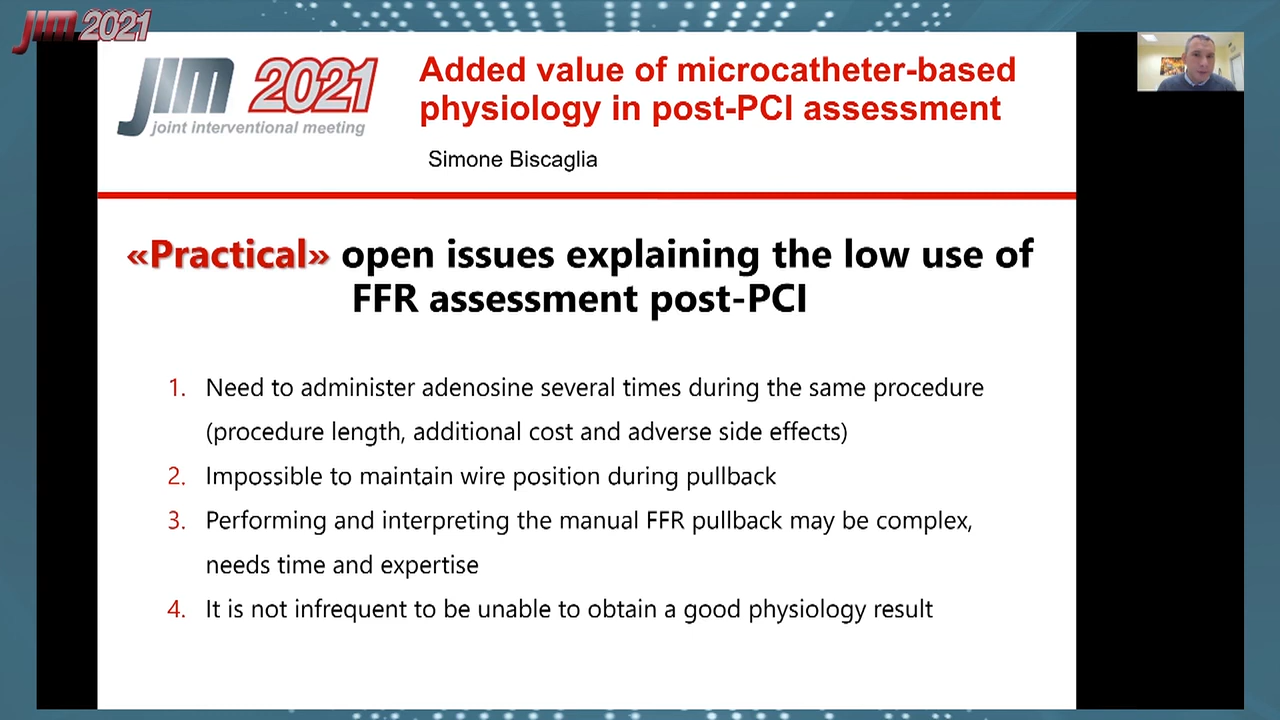 JIM 2021
JIM 2021
joint interventional meeting
Added value of microcatheter-based
physiology in post-PCI assessment
Simone Biscaglia
«Practical» open issues explaining the low use of
FFR assessment post-PCI
1. Need to administer adenosine several times during the same procedure
(procedure length, additional cost and adverse side effects)
2. Impossible to maintain wire position during pullback
3. Performing and interpreting the manual FFR pullback may be complex,
needs time and expertise
4. It is not infrequent to be unable to obtain a good physiology result